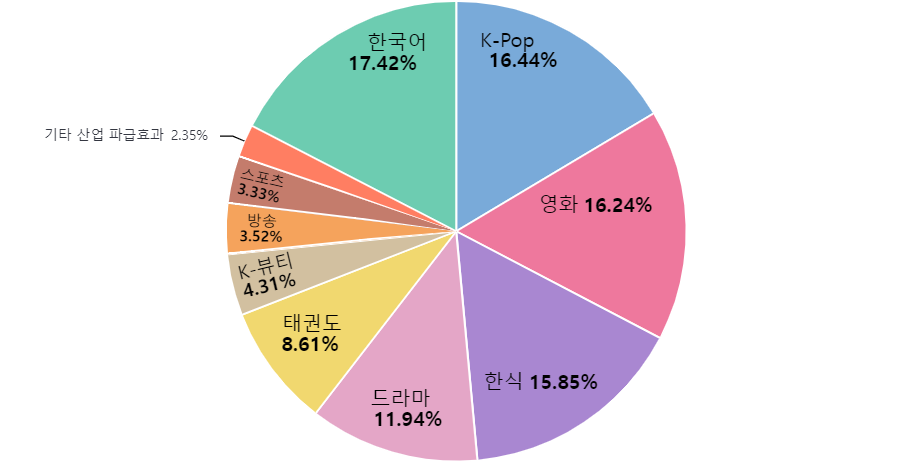 한국어
17.42%
K-Pop
16.44%
영화 16.24%
한식 15.85%
드라마
11.94%
태권도
8.61%
K-뷰티
4.31%
방송
3.52%
스포츠
3.33%
기타 산업 파급효과 2.35%